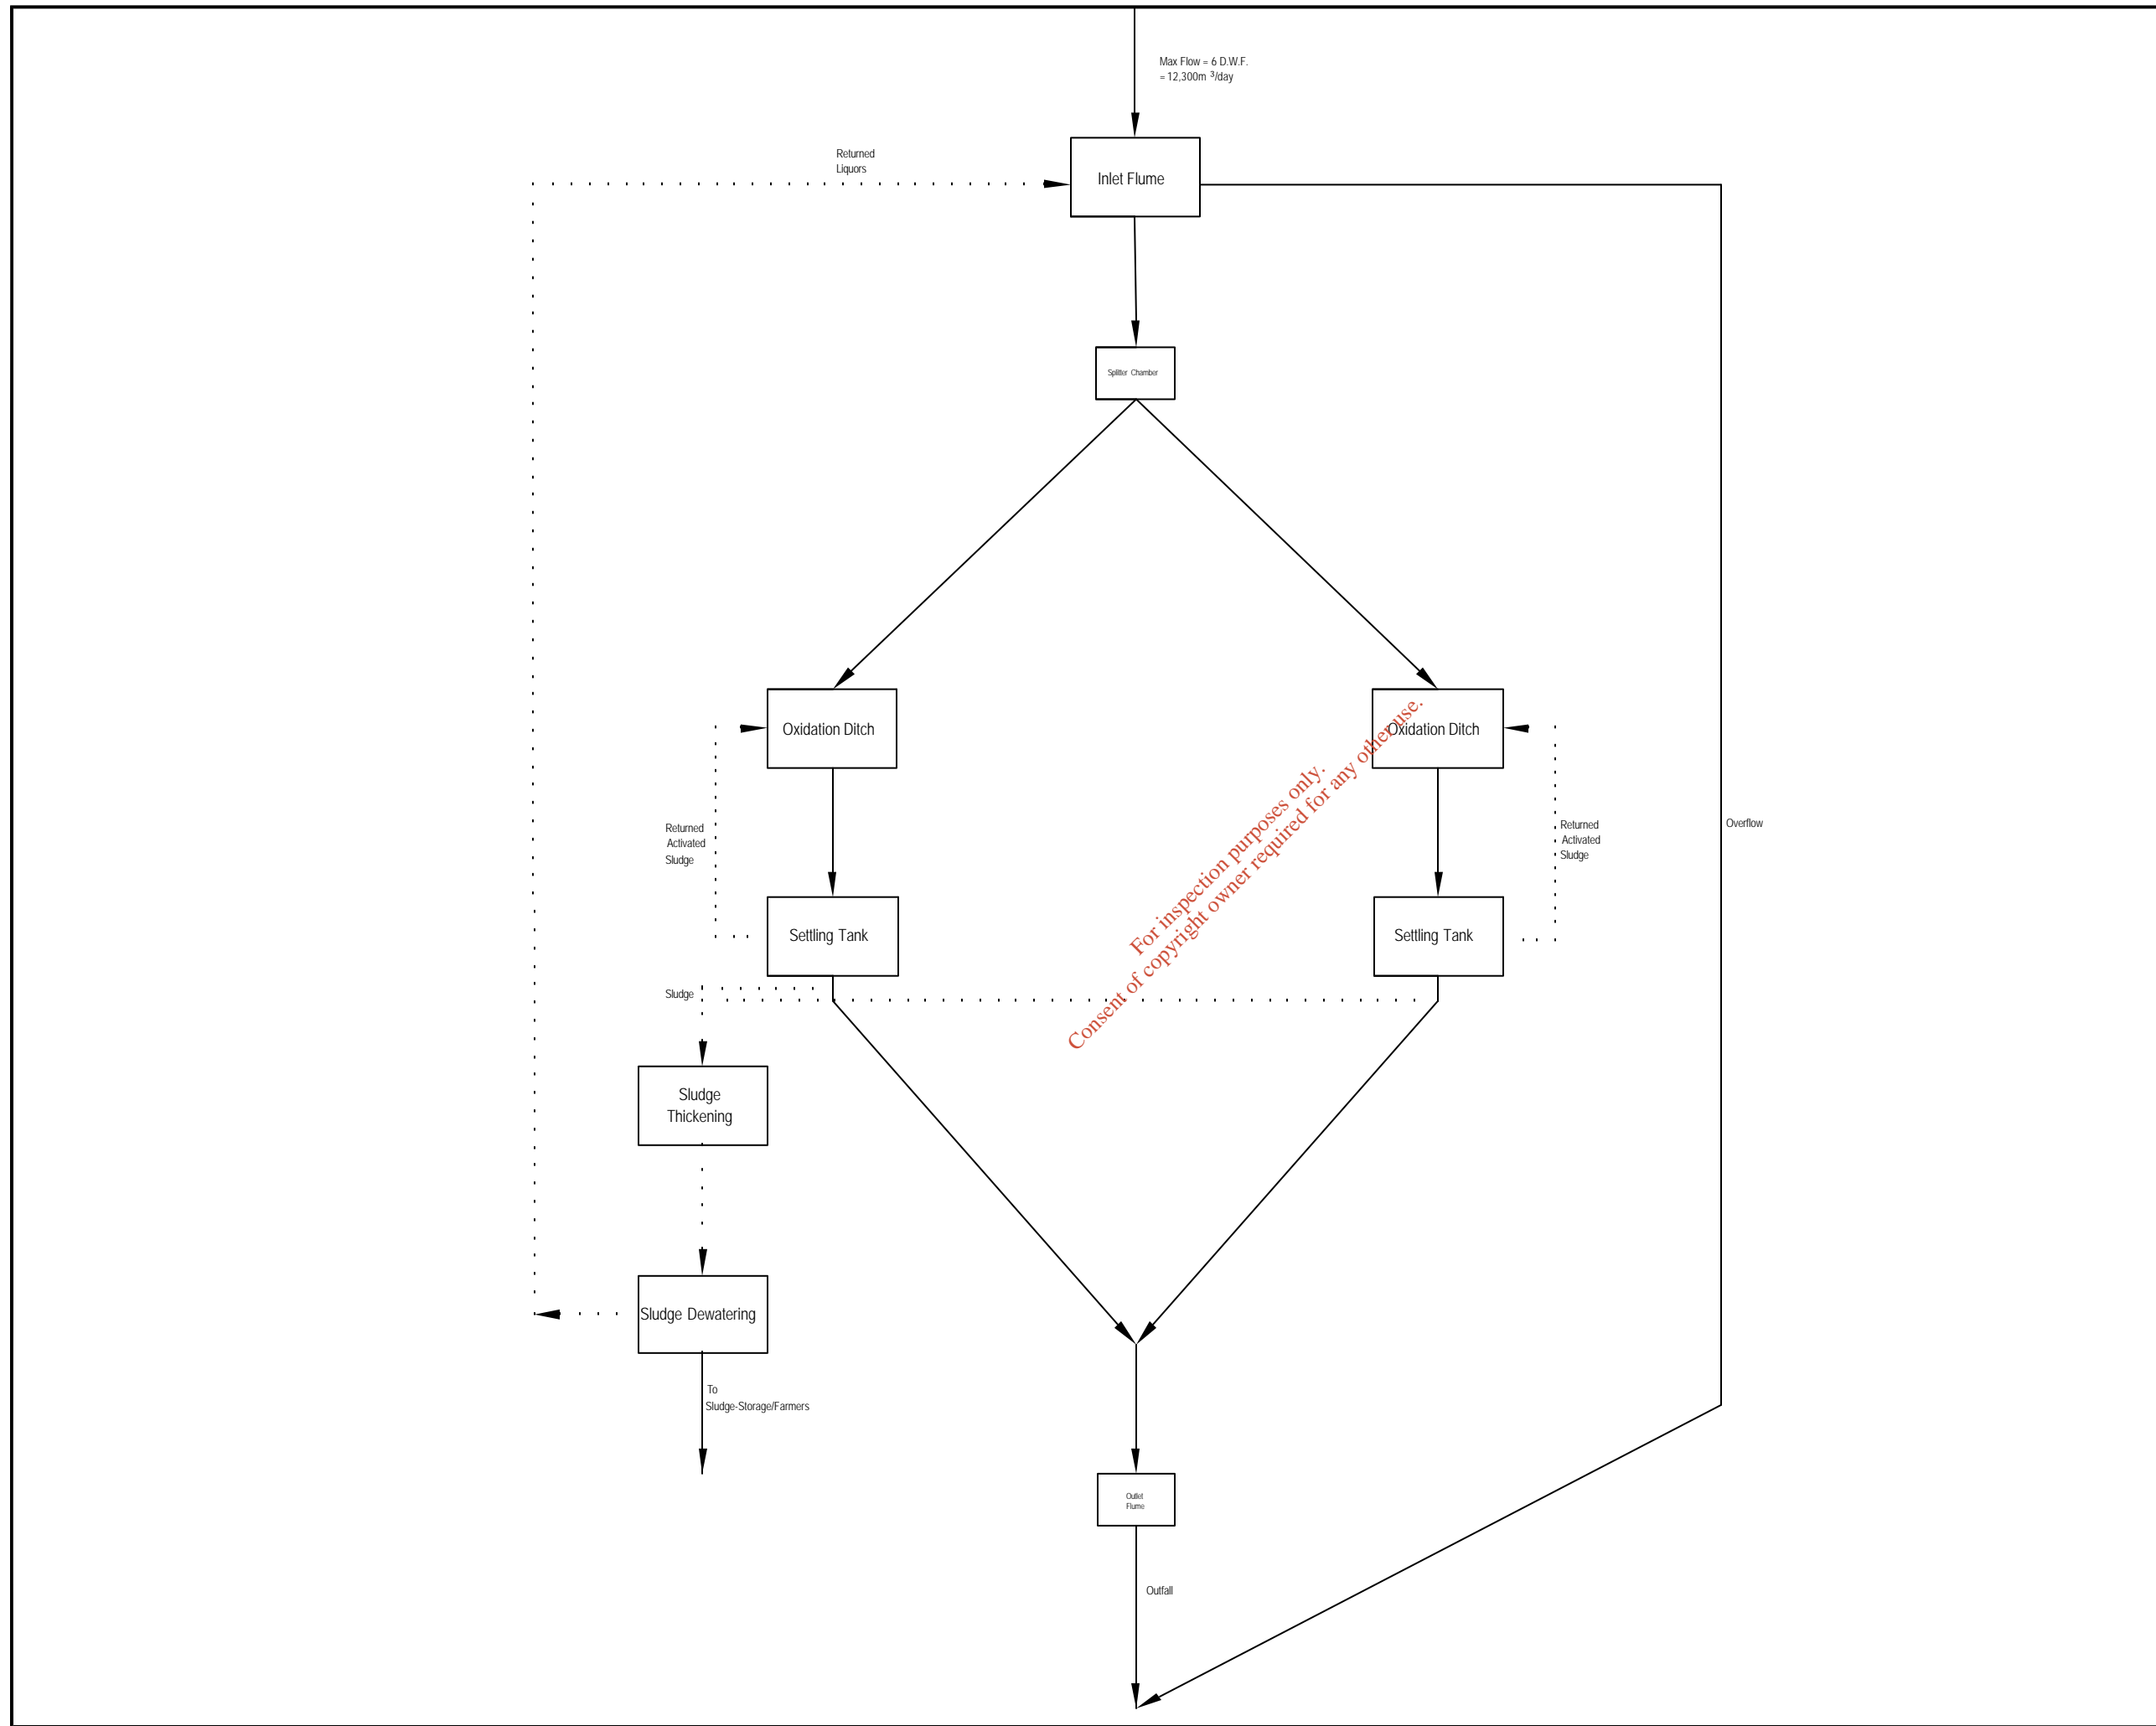 Max Flow = 6 D.W.F.
= 12,300m ³/day
Returned
Liquors
Inlet Flume
Splitter Chamber
Oxidation Ditch
Oxidation Ditch
Returned
Activated
Sludge
Returned
Activated
Sludge
Overflow
For inspection purposes only.
Consent of copyright owner required for any other use.
Settling Tank
Settling Tank
Sludge
Sludge
Thickening
Sludge Dewatering
To
Sludge-Storage/Farmers
Outlet
Flume
Outfall